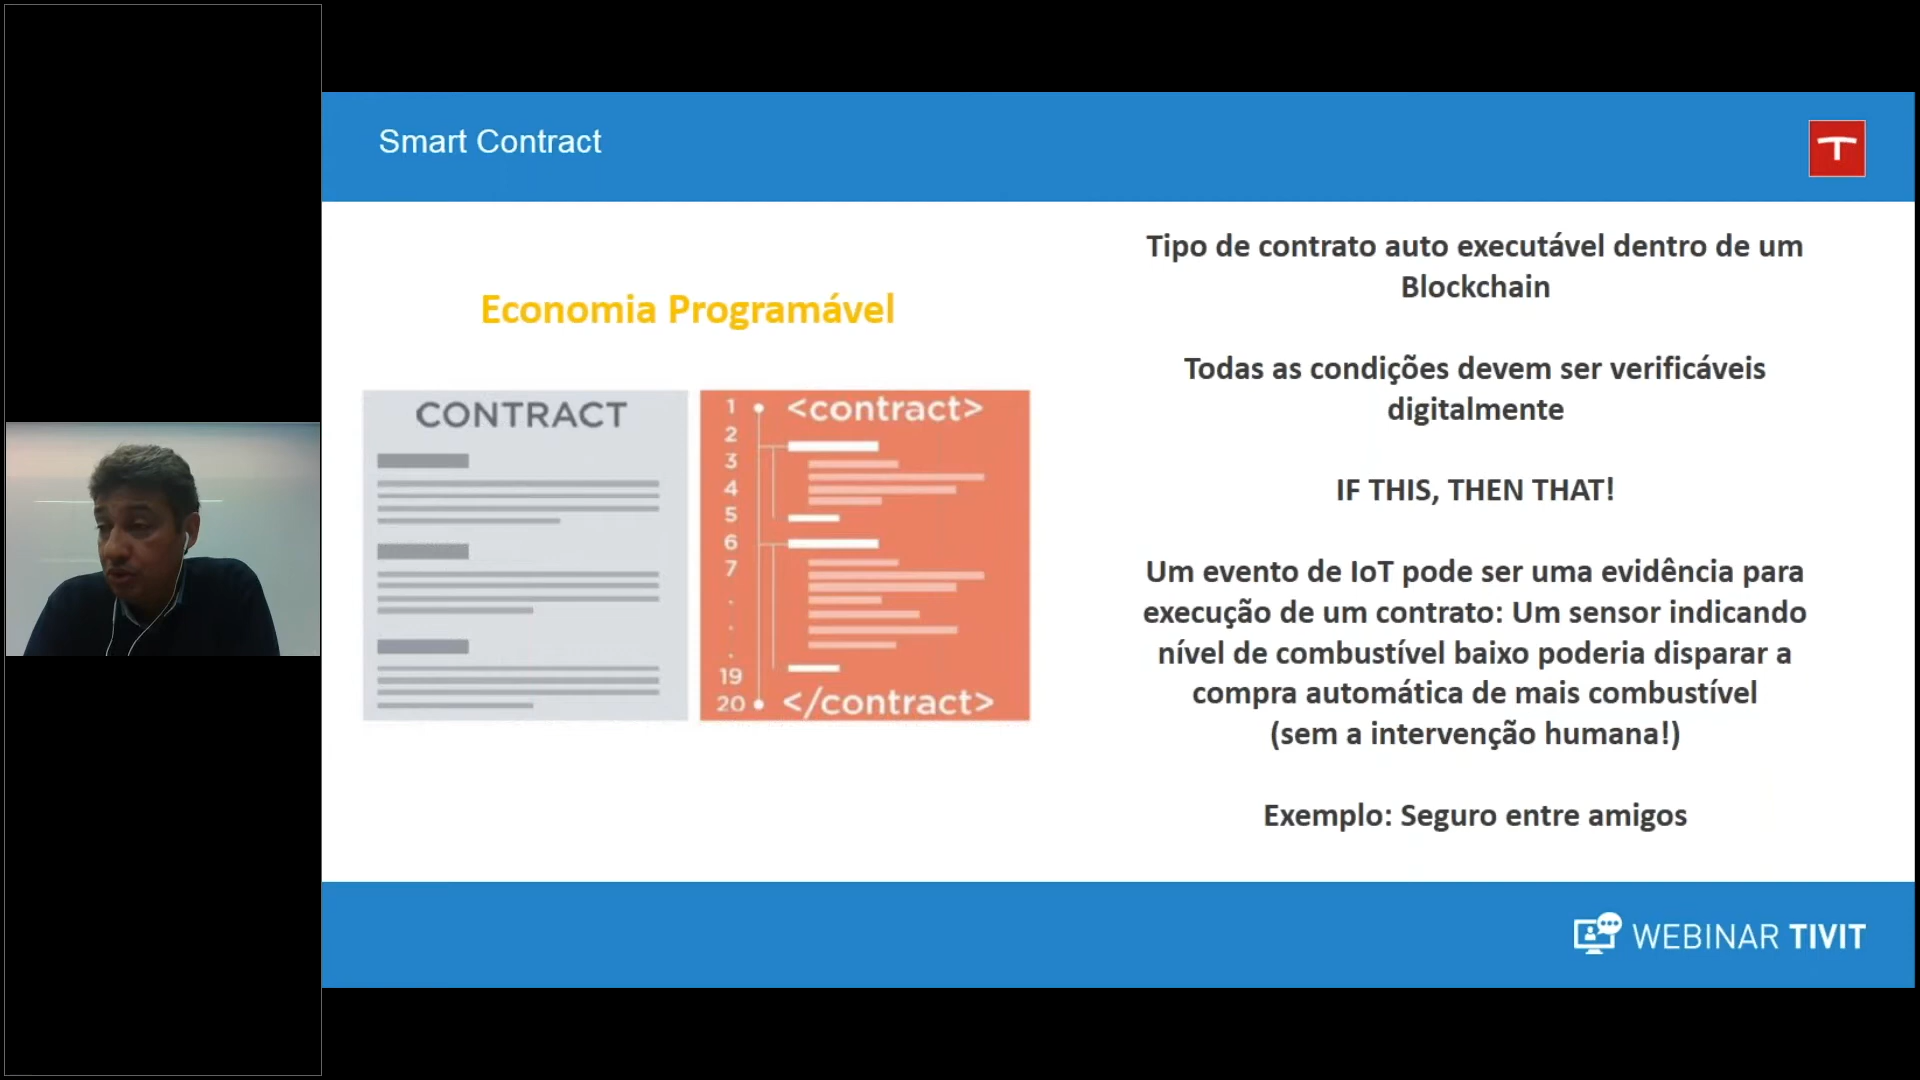 Smart Contract
Economia Programável
CONTRACT
1 <contract>
2
3
4
5
6
7
.
.
.
19
20 </contract>
Tipo de contrato auto executável dentro de um
Blockchain
Todas as condições devem ser verificáveis
digitalmente
IF THIS, THEN THAT!
Um evento de IoT pode ser uma evidência para
execução de um contrato: Um sensor indicando
nível de combustível baixo poderia disparar a
compra automática de mais combustível
(sem a intervenção humana!)
Exemplo: Seguro entre amigos
WEBINAR TIVIT